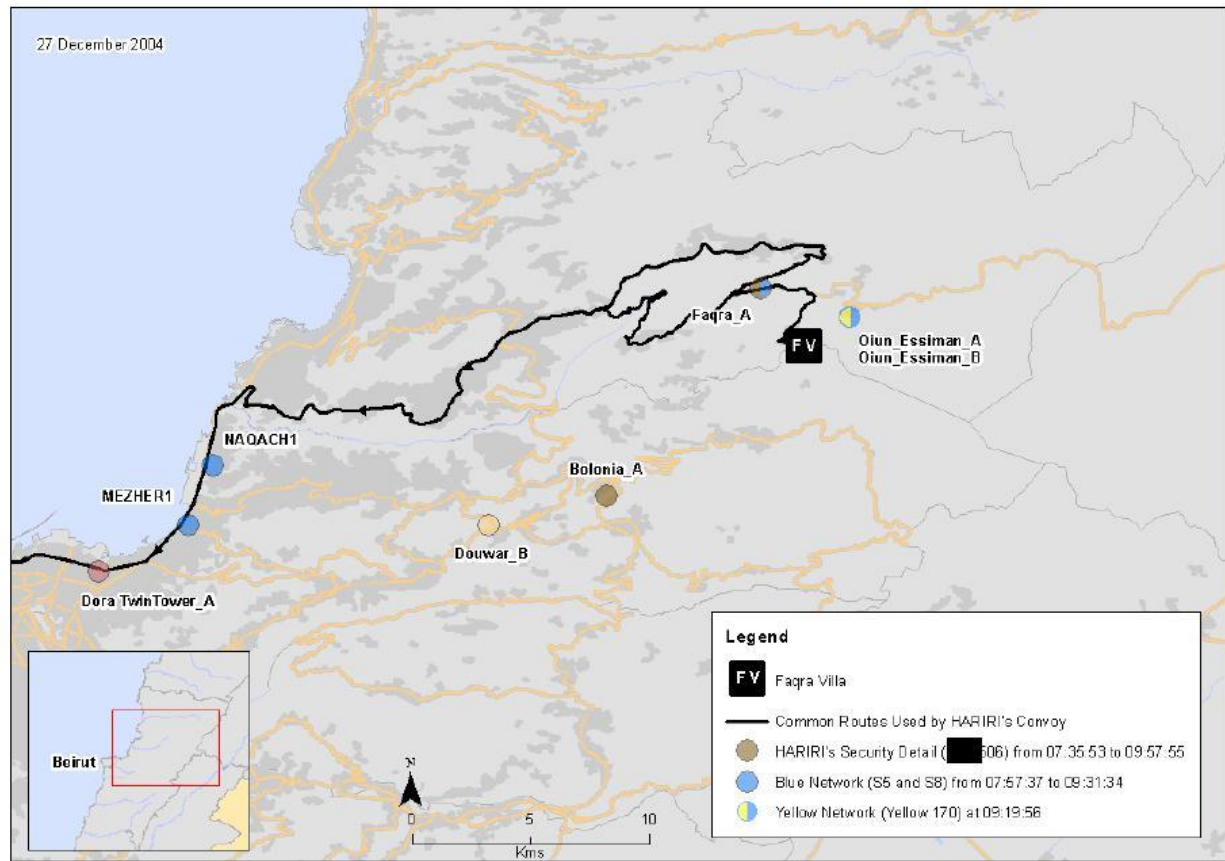 27 December 2004
Faqra_A
FV
Oiun_Essiman_A
Oiun_Essiman_B
NAQACH1
MEZHER1
Bolonia_A
Douwar_B
Dora TwinTower_A
Beirut
N
0 5 10
Kms
Legend
FV Faqra Villa
Common Routes Used by HARIRI's Convoy
HARIRI's Security Detail ( 606) from 07:35:53 to 09:57:55
Blue Network (S5 and S8) from 07:57:37 to 09:31:34
Yellow Network (Yellow 170) at 09:19:56